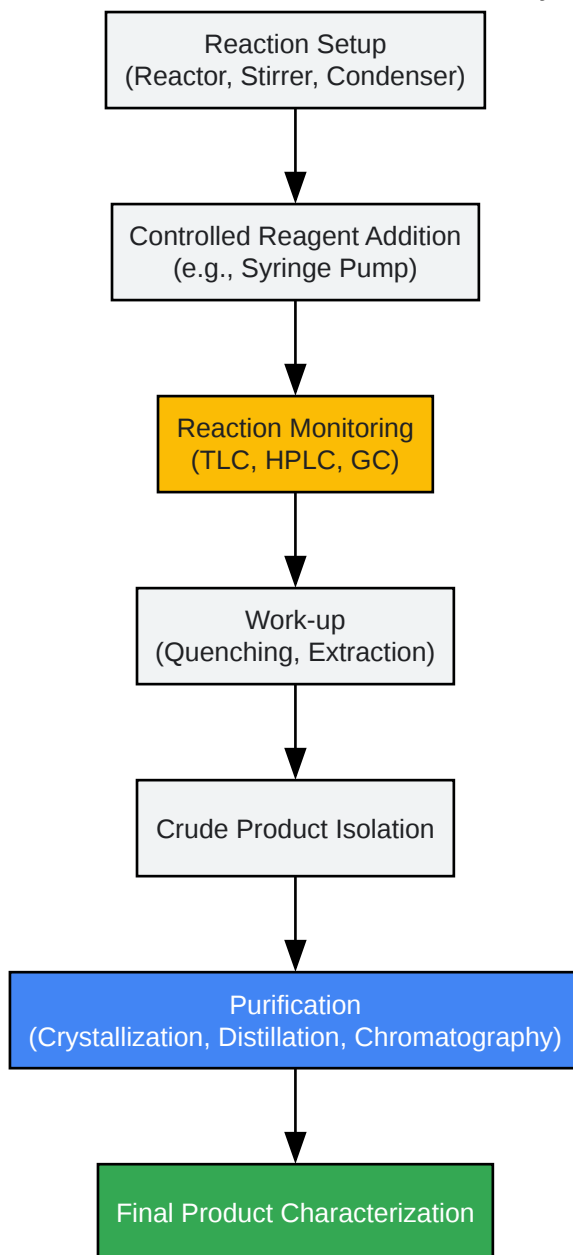 Reaction Setup
(Reactor, Stirrer, Condenser)
Controlled Reagent Addition
(e.g., Syringe Pump)
Reaction Monitoring
(TLC, HPLC, GC)
Work-up
(Quenching, Extraction)
Crude Product Isolation
Purification
(Crystallization, Distillation, Chromatography)
Final Product Characterization